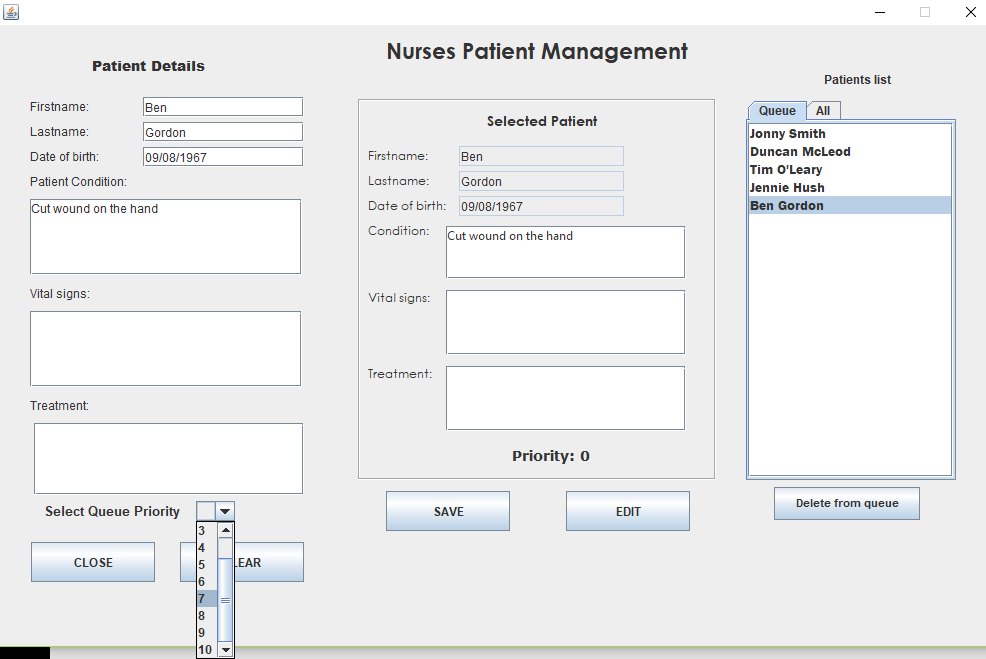 Nurses Patient Management
Patient Details
Firstname: Ben
Lastname: Gordon
Date of birth: 09/08/1967
Patient Condition:
Cut wound on the hand
Vital signs:
Treatment:
Select Queue Priority
3
4
5
6
7
8
9
10
CLOSE
LEAR
Selected Patient
Firstname: Ben
Lastname: Gordon
Date of birth: 09/08/1967
Condition: Cut wound on the hand
Vital signs:
Treatment:
Priority: 0
SAVE
EDIT
Patients list
Queue All
Jonny Smith
Duncan McLeod
Tim O'Leary
Jennie Hush
Ben Gordon
Delete from queue